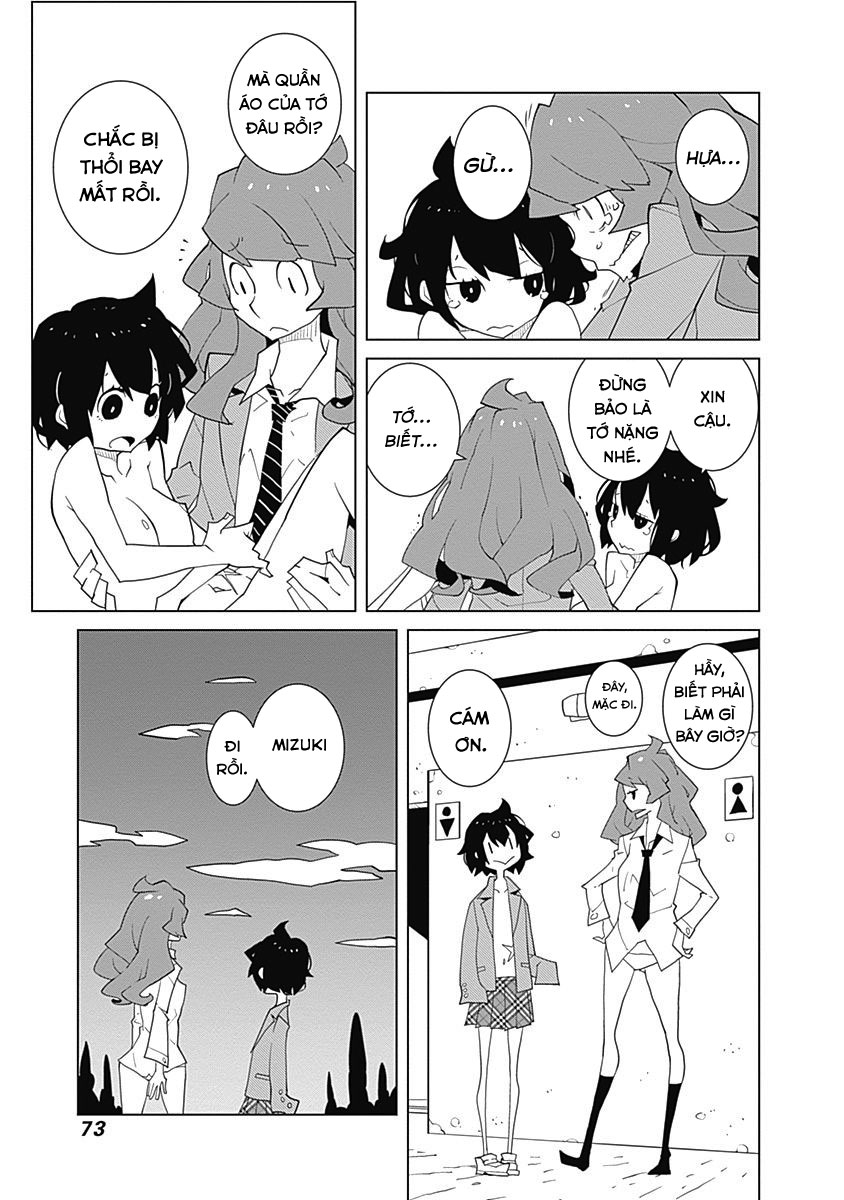 HỰA...
GỪ...
XIN
CẬU.
ĐỪNG
BẢO LÀ
TỚ NẶNG
NHÉ.
TỚ...
BIẾT...
MÀ QUẦN
ÁO CỦA TỚ
ĐÂU RỒI?
CHẮC BỊ
THỔI BAY
MẤT RỒI.
HẦY,
BIẾT PHẢI
LÀM GÌ
BÂY GIỜ?
ĐÂY,
MẶC ĐI.
CÁM
ƠN.
MIZUKI
ĐI
RỒI.
73